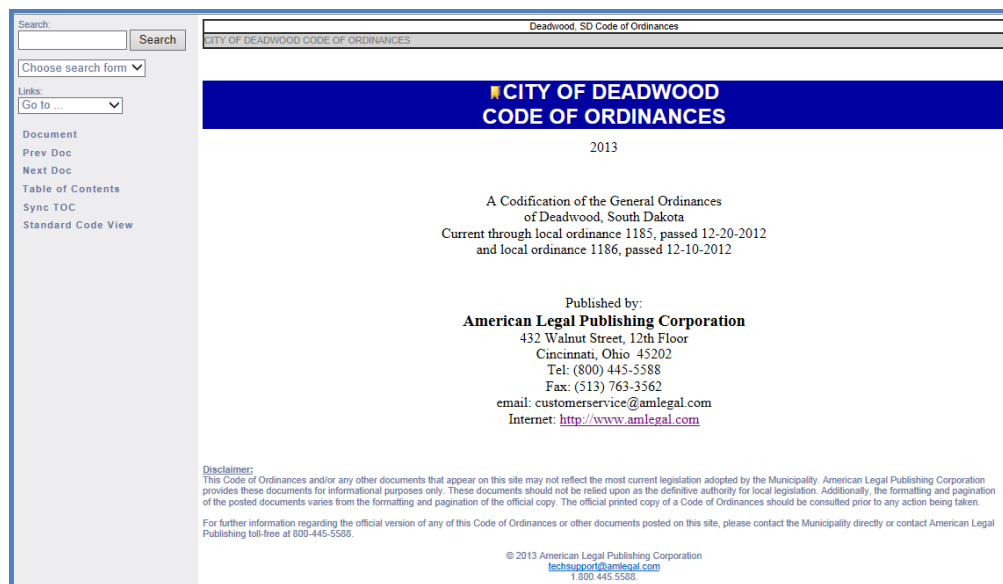 Search:
Search
Choose search form
Links:
Go to ...
Document
Prev Doc
Next Doc
Table of Contents
Sync TOC
Standard Code View
Deadwood, SD Code of Ordinances
CITY OF DEADWOOD CODE OF ORDINANCES
CITY OF DEADWOOD
CODE OF ORDINANCES
2013
A Codification of the General Ordinances
of Deadwood, South Dakota
Current through local ordinance 1185, passed 12-20-2012
and local ordinance 1186, passed 12-10-2012
Published by:
American Legal Publishing Corporation
432 Walnut Street, 12th Floor
Cincinnati, Ohio 45202
Tel: (800) 445-5588
Fax: (513) 763-3562
email: customerservice@amlegal.com
Internet: http://www.amlegal.com
Disclaimer:
This Code of Ordinances and/or any other documents that appear on this site may not reflect the most current legislation adopted by the Municipality. American Legal Publishing Corporation
provides these documents for informational purposes only. These documents should not be relied upon as the definitive authority for local legislation. Additionally, the formatting and pagination
of the posted documents varies from the formatting and pagination of the official copy. The official printed copy of a Code of Ordinances should be consulted prior to any action being taken.
For further information regarding the official version of any of this Code of Ordinances or other documents posted on this site, please contact the Municipality directly or contact American Legal
Publishing toll-free at 800-445-5588.
© 2013 American Legal Publishing Corporation
techsupport@amlegal.com
1.800.445.5588.